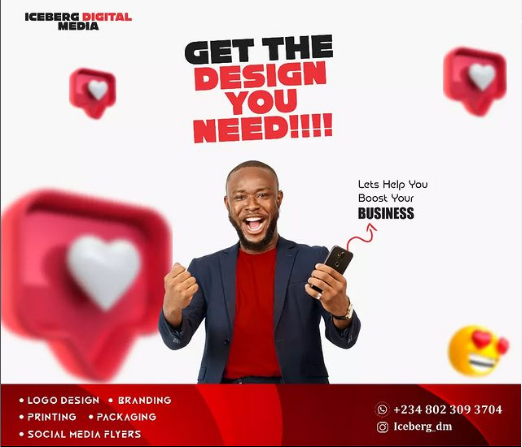 ICEBERG DIGITAL
MEDIA
GET THE
DESIGN
YOU
NEED!!!!
Lets Help You
Boost Your
BUSINESS
• LOGO DESIGN • BRANDING
• PRINTING • PACKAGING
• SOCIAL MEDIA FLYERS
+234 802 309 3704
Iceberg_dm